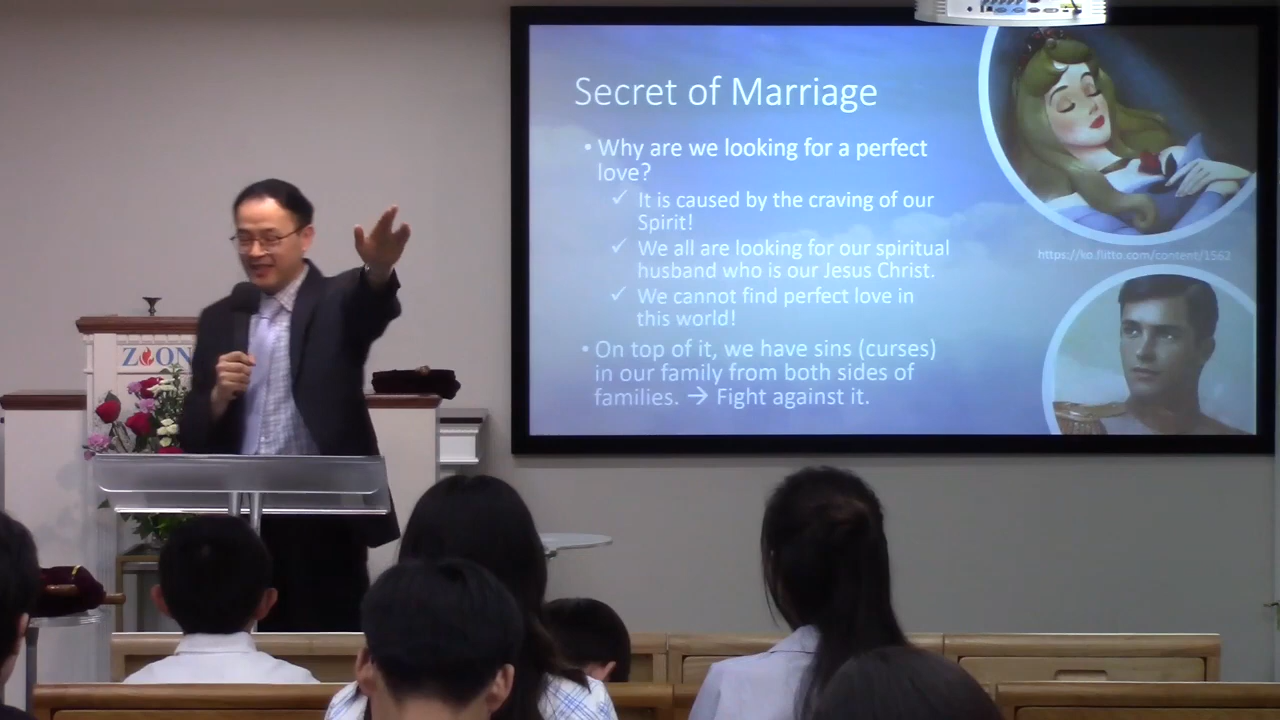 Secret of Marriage
• Why are we looking for a perfect
love?
✓ It is caused by the craving of our
Spirit!
✓ We all are looking for our spiritual
husband who is our Jesus Christ.
✓ We cannot find perfect love in
this world!
• On top of it, we have sins (curses)
in our family from both sides of
families. → Fight against it.
https://ko.flitto.com/content/1562